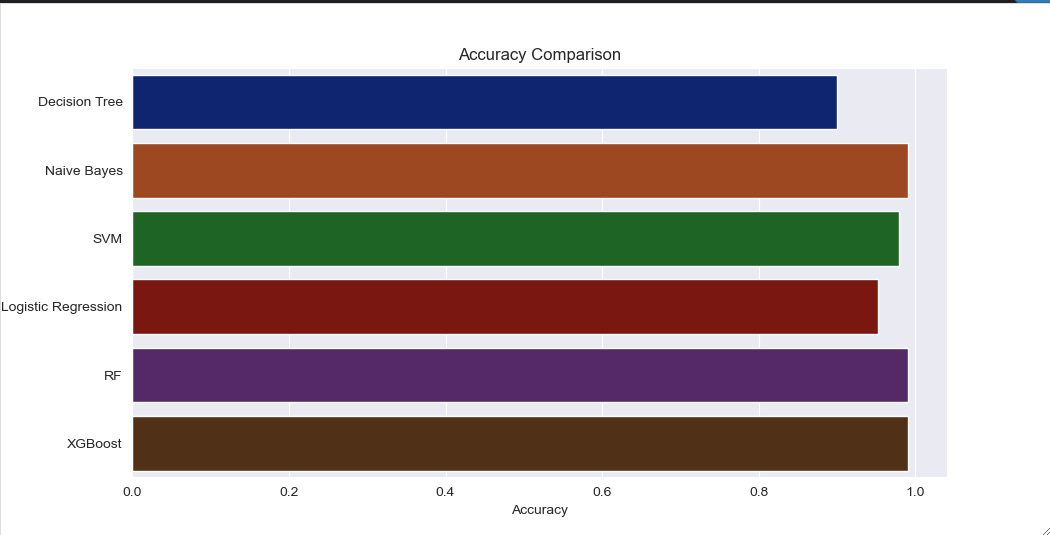 Accuracy Comparison
Decision Tree
Naive Bayes
SVM
Logistic Regression
RF
XGBoost
0.0 0.2 0.4 0.6 0.8 1.0
Accuracy